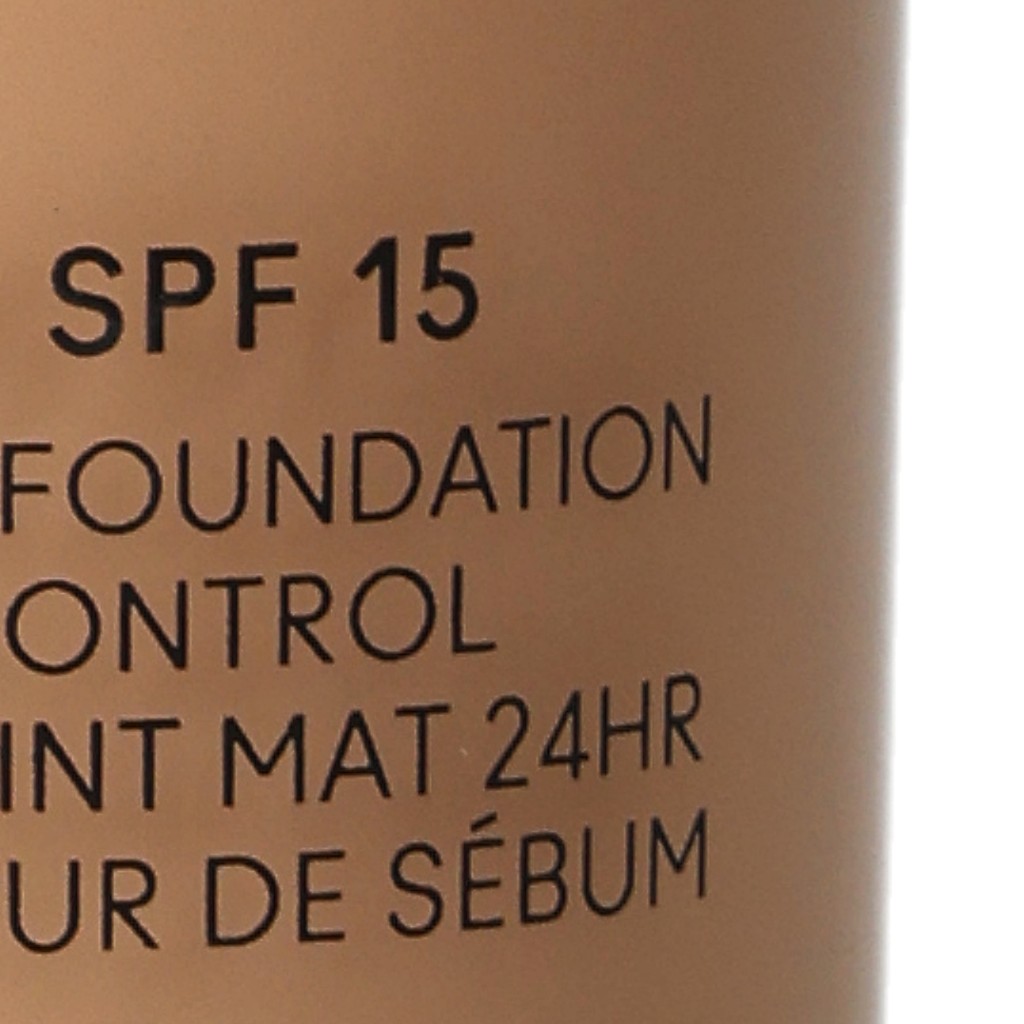 SPF 15
FOUNDATION
ONTROL
INT MAT 24HR
UR DE SÉBUM